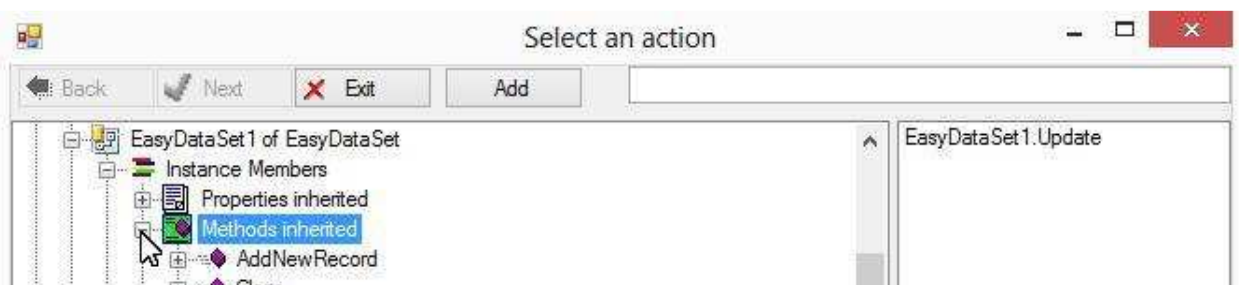 Select an action
Back Next Exit Add
EasyDataSet1 of EasyDataSet
EasyDataSet1.Update
Instance Members
Properties inherited
Methods inherited
AddNewRecord